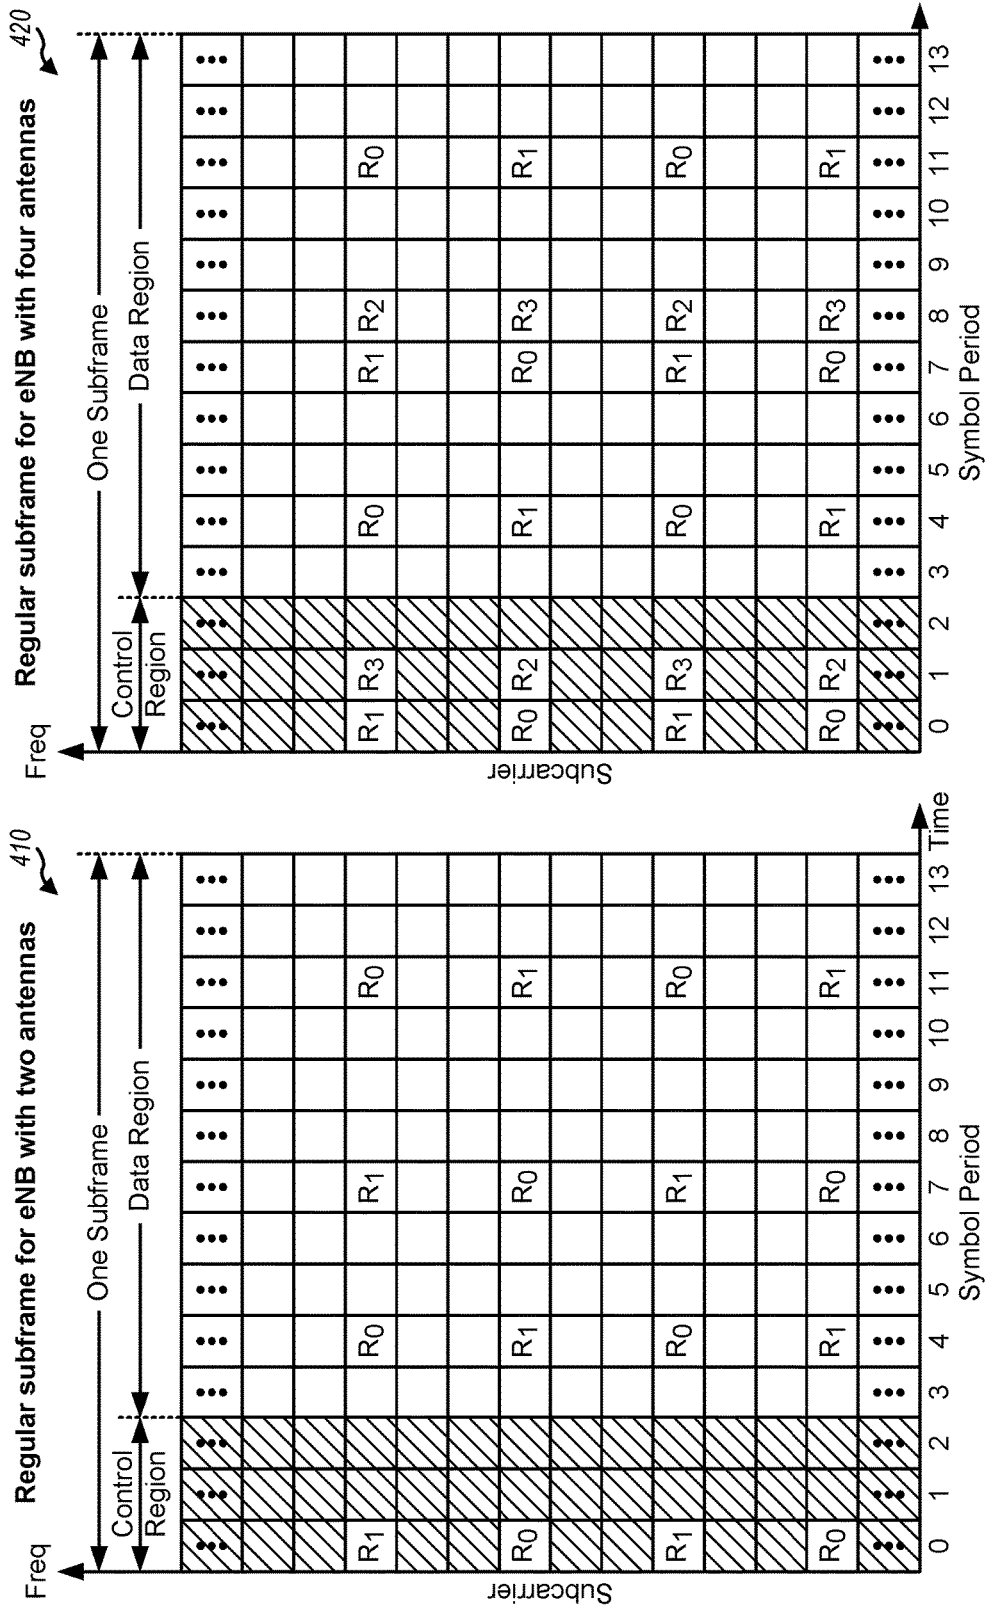 Regular subframe for eNB with two antennas
410
Freq
One Subframe
Control Region
Data Region
Subcarrier
R1 R0 R1 R0
R0 R1 R0 R1
R1 R0 R1 R0
R0 R1 R0 R1
0 1 2 3 4 5 6 7 8 9 10 11 12 13
Time
Symbol Period
Regular subframe for eNB with four antennas
420
Freq
One Subframe
Control Region
Data Region
Subcarrier
R1 R3 R0 R1 R2 R0
R0 R2 R1 R0 R3 R1
R1 R3 R0 R1 R2 R0
R0 R2 R1 R0 R3 R1
0 1 2 3 4 5 6 7 8 9 10 11 12 13
Symbol Period